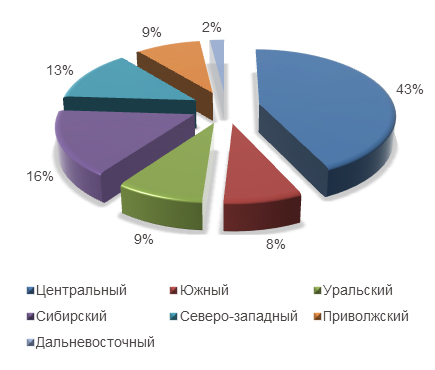 9%
2%
43%
13%
16%
9%
8%
Центральный Южный Уральский
Сибирский Северо-западный Приволжский
Дальневосточный